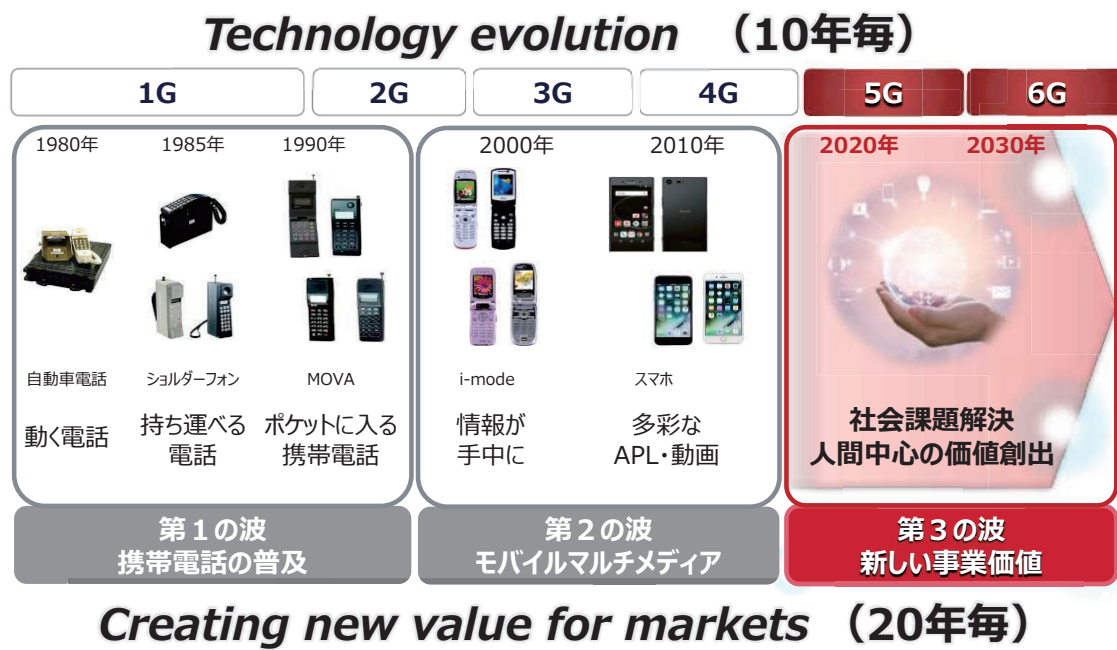 Technology evolution （10年毎）
1G 2G 3G 4G 5G 6G
1980年 1985年 1990年 2000年 2010年 2020年 2030年
自動車電話 ショルダーフォン MOVA i-mode スマホ
動く電話
持ち運べる
電話
ポケットに入る
携帯電話
情報が
手中に
多彩な
APL・動画
社会課題解決
人間中心の価値創出
第１の波
携帯電話の普及
第２の波
モバイルマルチメディア
第３の波
新しい事業価値
Creating new value for markets （20年毎）